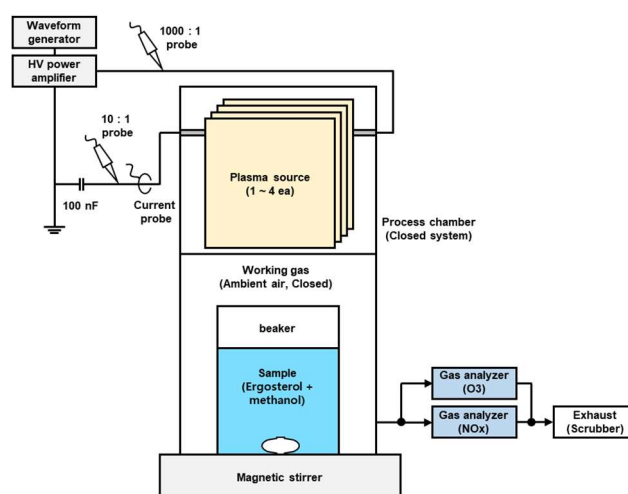 Waveform
generator
HV power
amplifier
1000 : 1
probe
10 : 1
probe
100 nF
Current
probe
Plasma source
(1 ~ 4 ea)
Process chamber
(Closed system)
Working gas
(Ambient air, Closed)
beaker
Sample
(Ergosterol +
methanol)
Gas analyzer
(O3)
Gas analyzer
(NOx)
Exhaust
(Scrubber)
Magnetic stirrer